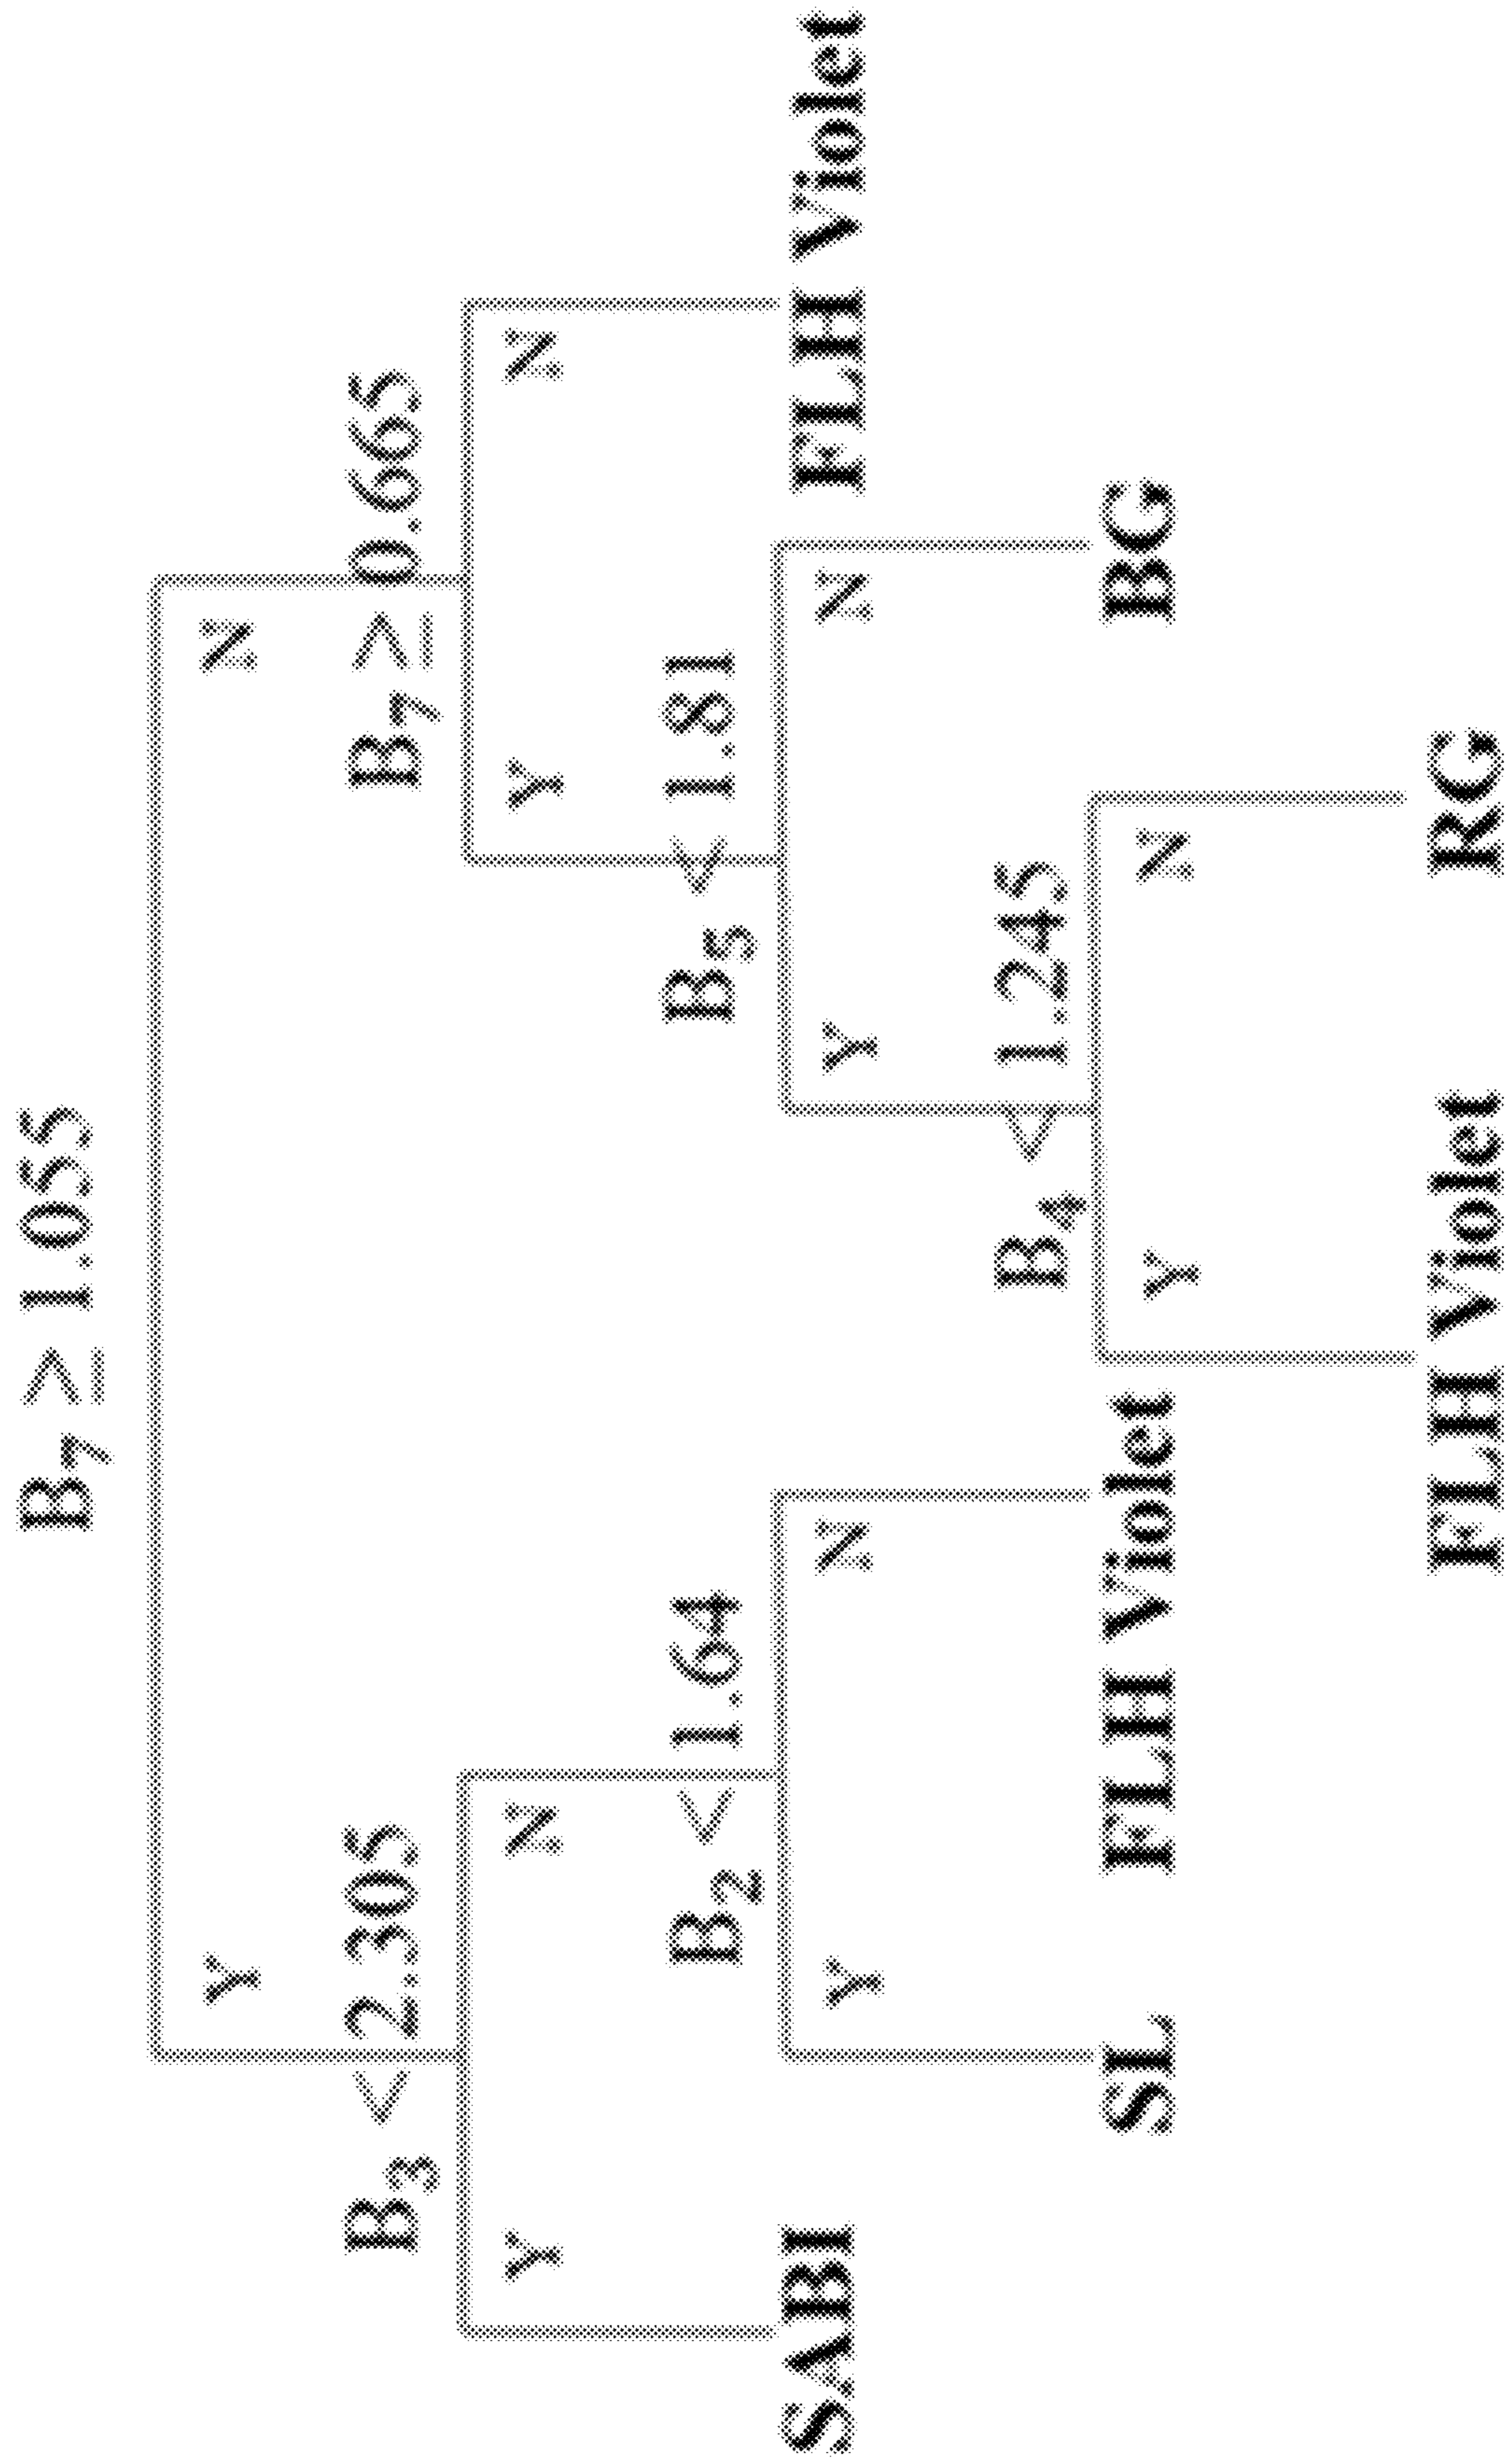 B7 ≥ 1.055
Y
N
B3 < 2.305
B7 ≥ 0.665
Y
N
Y
N
SABI
B2 < 1.64
B5 < 1.81
FLH Violet
Y
N
Y
N
SL
FLH Violet
B4 < 1.245
BG
Y
N
FLH Violet
RG